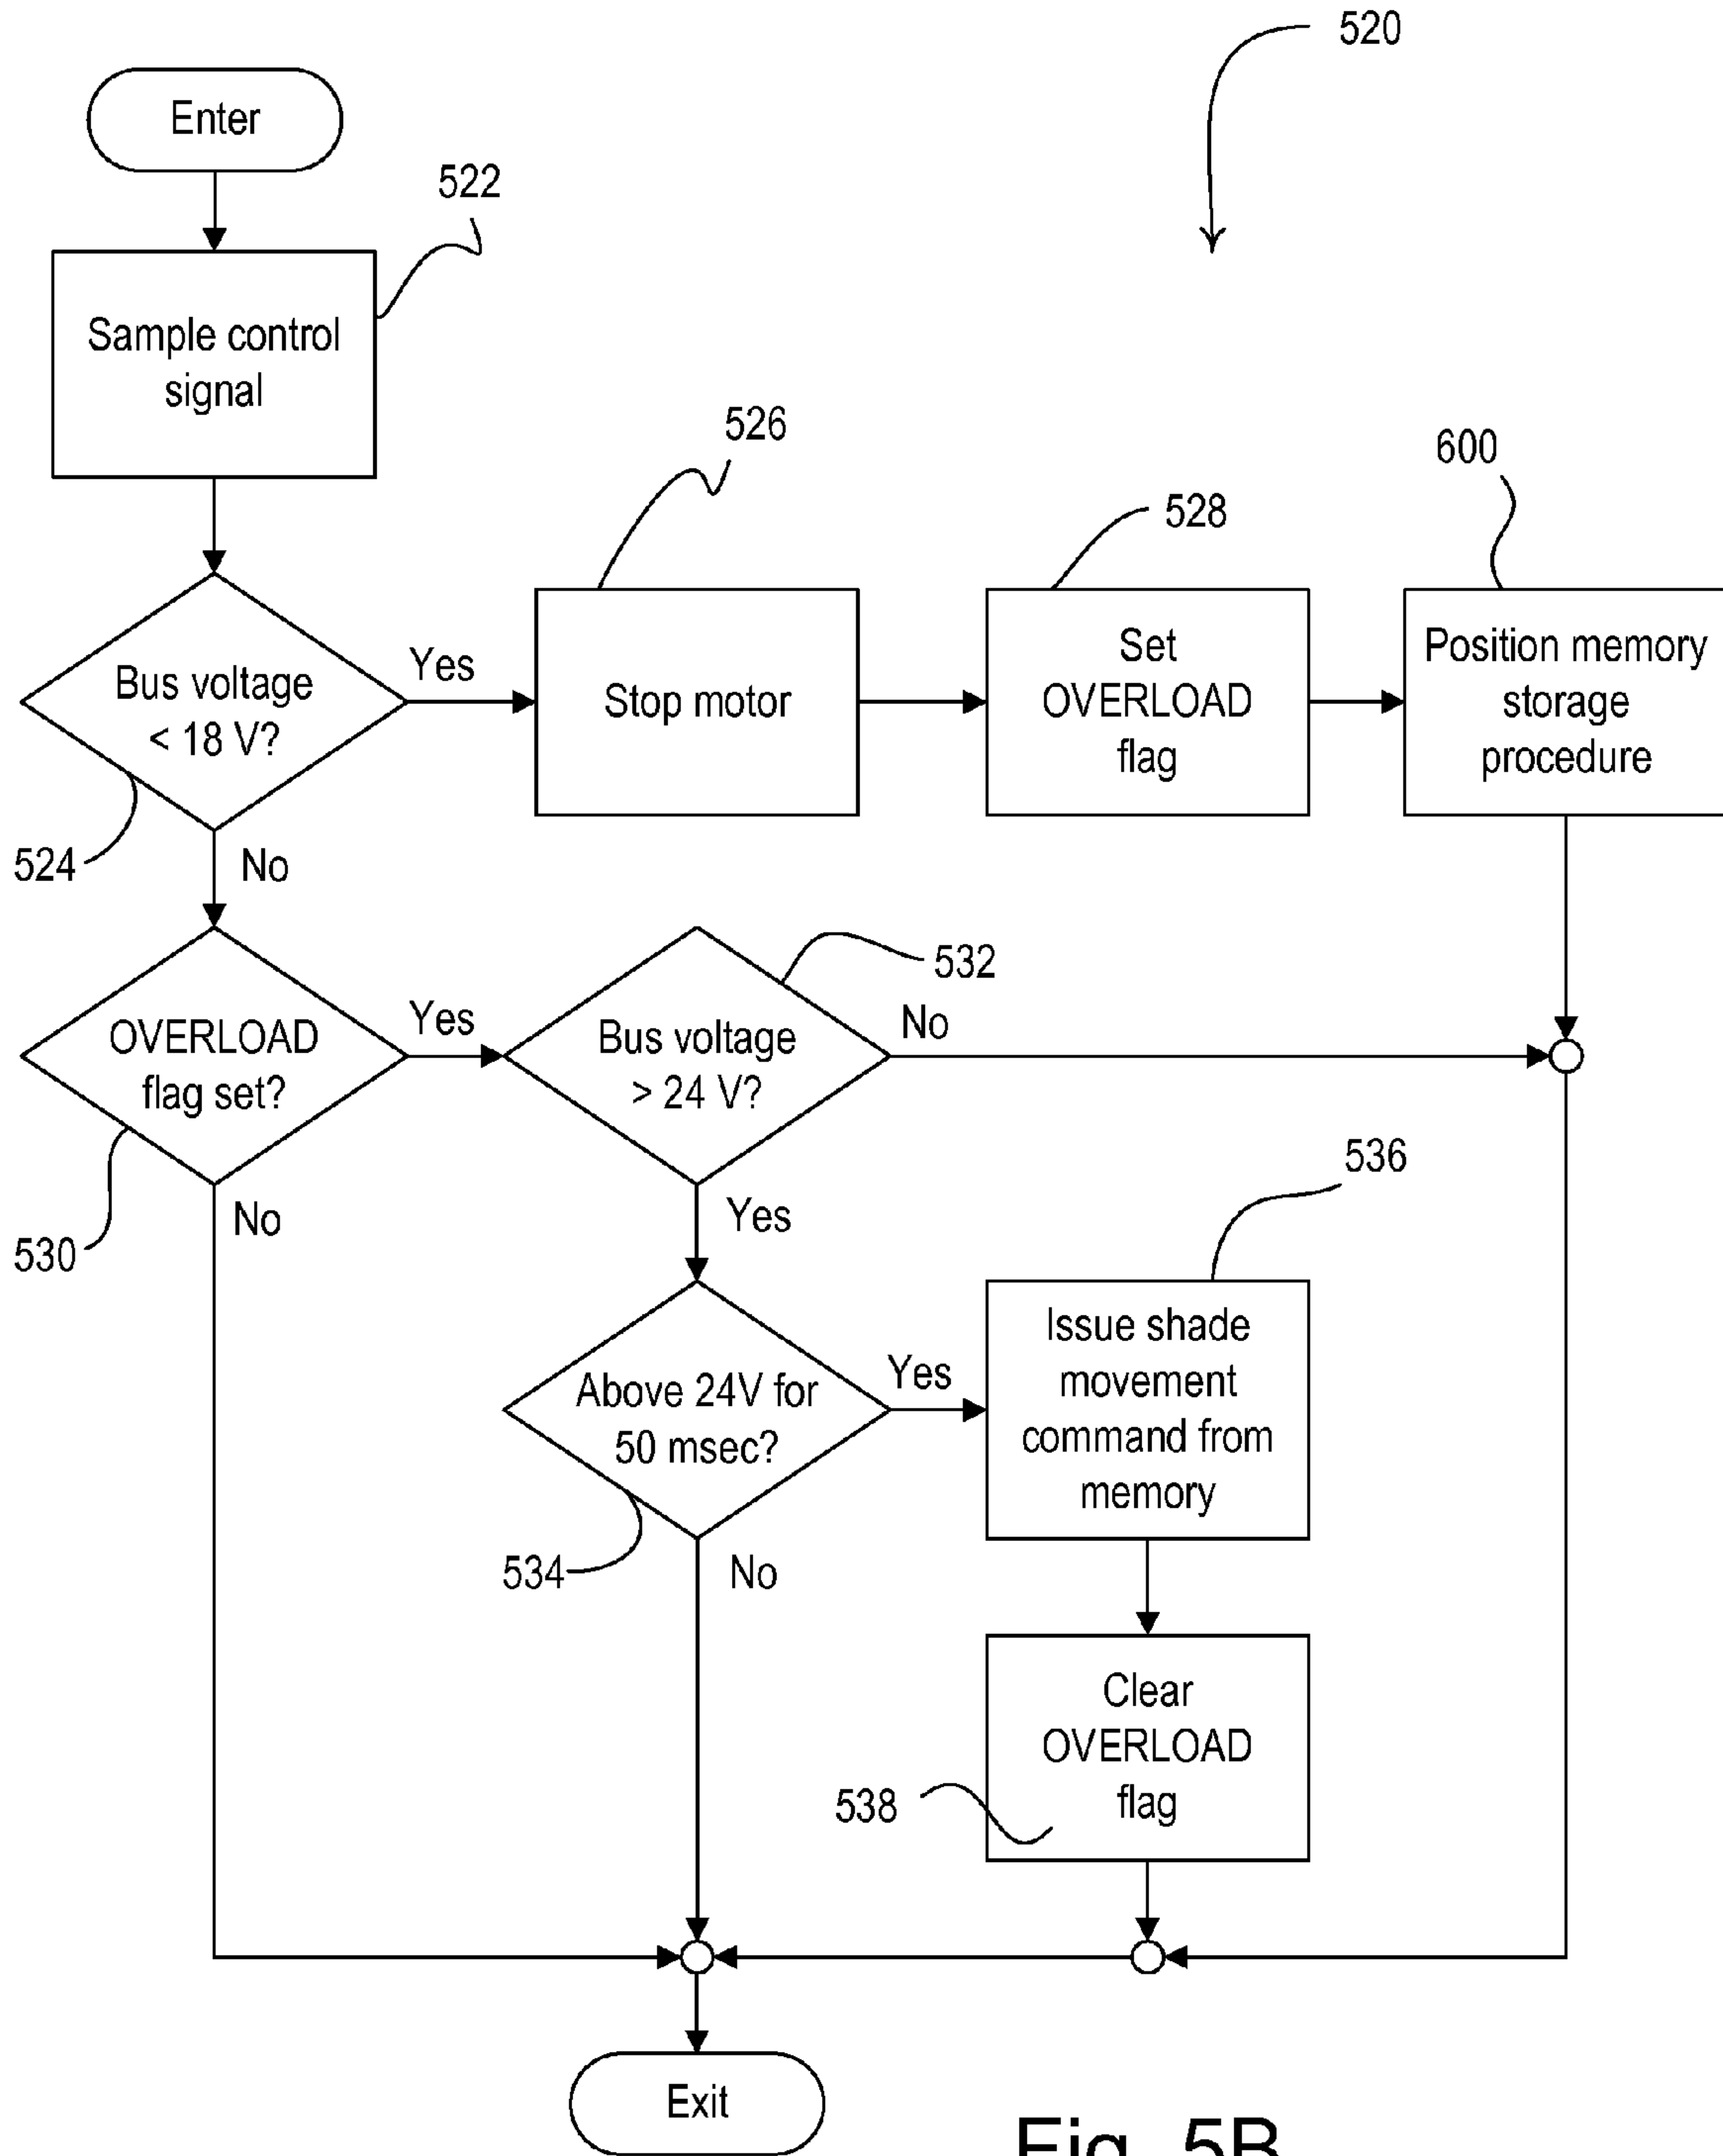 520
Enter
522
Sample control
signal
526
528
600
Bus voltage
< 18 V?
Yes
Stop motor
Set
OVERLOAD
flag
Position memory
storage
procedure
524
No
532
OVERLOAD
flag set?
Yes
Bus voltage
> 24 V?
No
530
No
Yes
536
Above 24V for
50 msec?
Yes
Issue shade
movement
command from
memory
534
No
Clear
OVERLOAD
flag
538
Exit
Fig. 5B